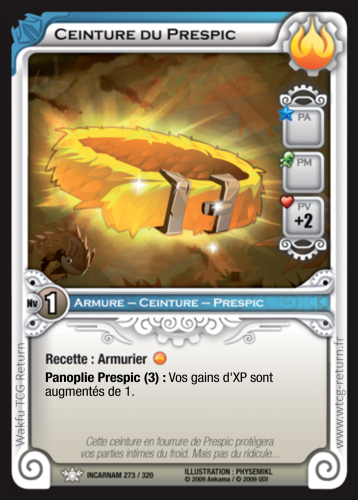 Ceinture du Prespic
PA
PM
PV
+2
Nv 1
Armure – Ceinture – Prespic
Recette : Armurier
Panoplie Prespic (3) : Vos gains d'XP sont
augmentés de 1.
Cette ceinture en fourrure de Prespic protègera
vos parties intimes du froid. Mais pas du ridicule...
INCARNAM 273 / 320
ILLUSTRATION : PHYSEMIKL
© 2009 Ankama / © 2009 UDI
Wakfu TCG Return
www.wtcg-return.fr